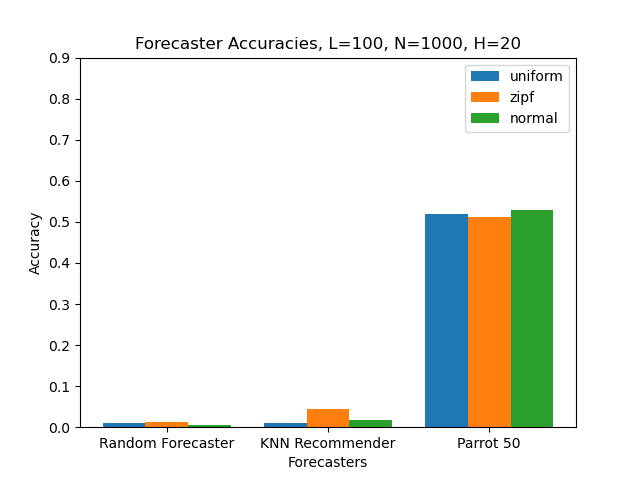 Forecaster Accuracies, L=100, N=1000, H=20
uniform
zipf
normal
0.9
0.8
0.7
0.6
0.5
0.4
0.3
0.2
0.1
0.0
Accuracy
Random Forecaster KNN Recommender Parrot 50
Forecasters